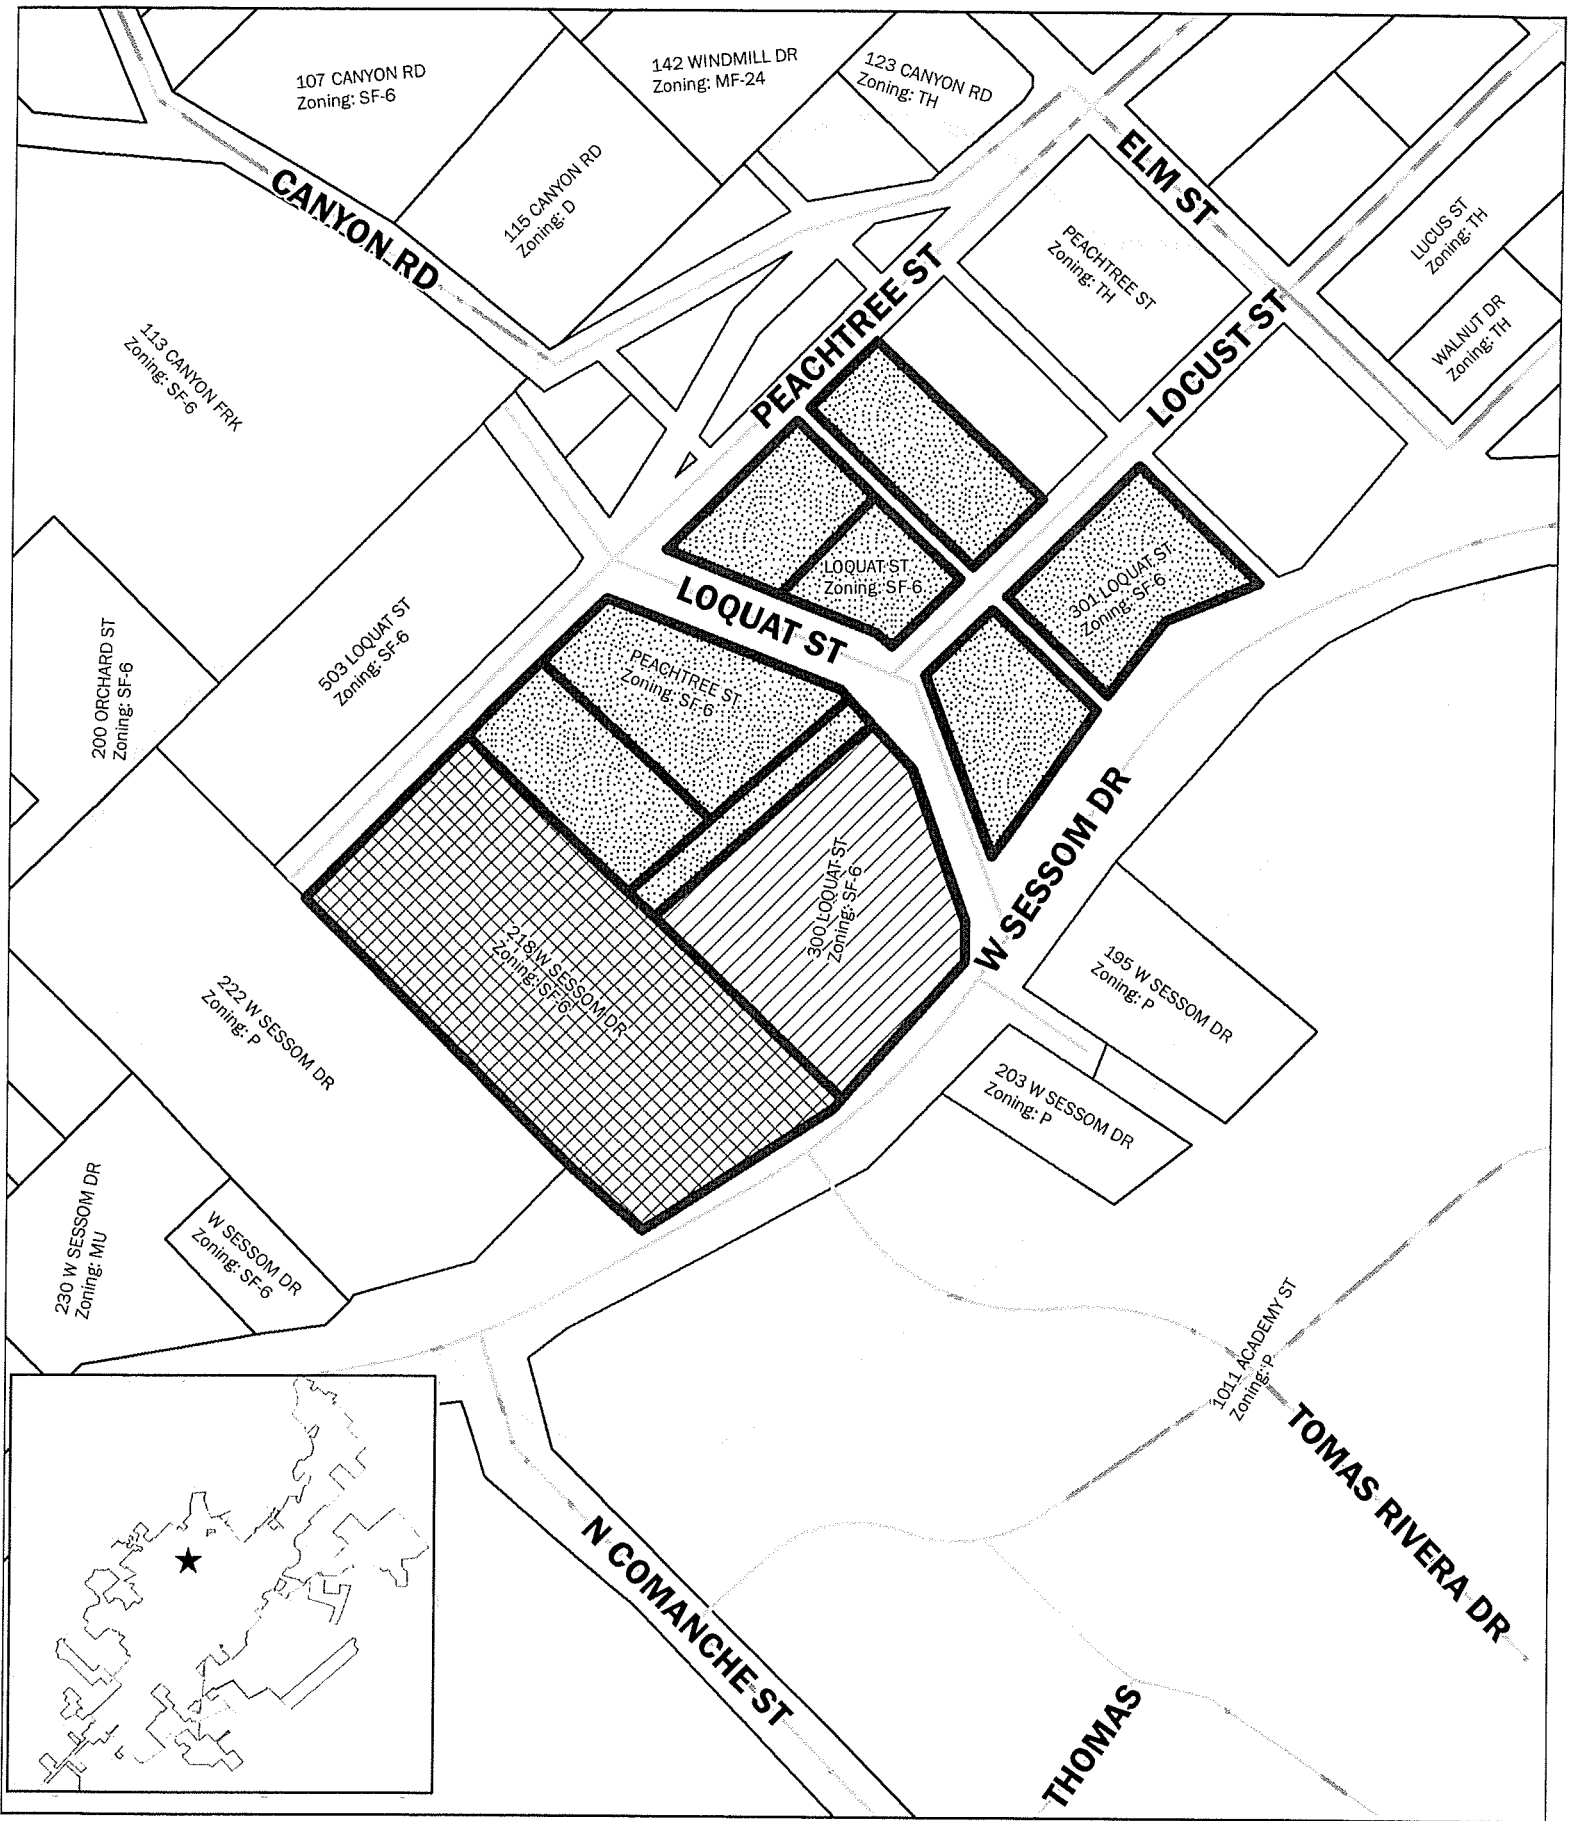 107 CANYON RD
Zoning: SF-6
142 WINDMILL DR
Zoning: MF-24
123 CANYON RD
Zoning: TH
ELM ST
CANYON RD
115 CANYON RD
Zoning: D
LUCUS ST
Zoning: TH
PEACHTREE ST
Zoning: TH
PEACHTREE ST
LOCUST ST
WALNUT DR
Zoning: TH
113 CANYON FRK
Zoning: SF-6
LOQUAT ST
Zoning: SF-6
301 LOQUAT ST
Zoning: SF-6
LOQUAT ST
503 LOQUAT ST
Zoning: SF-6
200 ORCHARD ST
Zoning: SF-6
PEACHTREE ST
Zoning: SF-6
W SESSOM DR
300 LOQUAT ST
Zoning: SF-6
218 W SESSOM DR
Zoning: SF-6
195 W SESSOM DR
Zoning: P
222 W SESSOM DR
Zoning: P
203 W SESSOM DR
Zoning: P
230 W SESSOM DR
Zoning: MU
W SESSOM DR
Zoning: SF-6
1011 ACADEMY ST
Zoning: P
TOMAS RIVERA DR
N COMANCHE ST
THOMAS